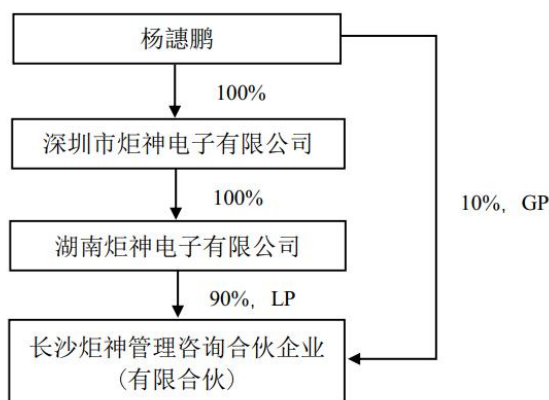 杨譓鹏
100%
深圳市炬神电子有限公司
100%
10%，GP
湖南炬神电子有限公司
90%，LP
长沙炬神管理咨询合伙企业
（有限合伙）